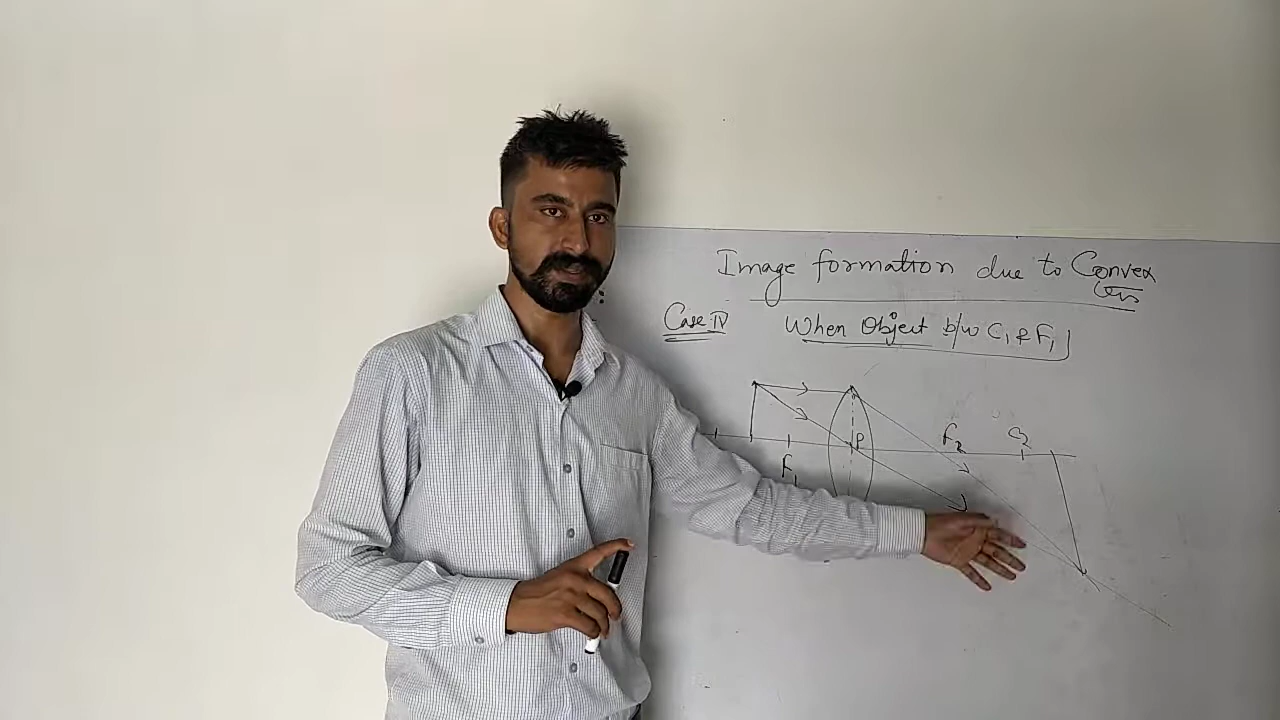 Image formation due to Convex
lens
Case IV When Object b/w C₁ & F₁
P F₂ C₂
F₁